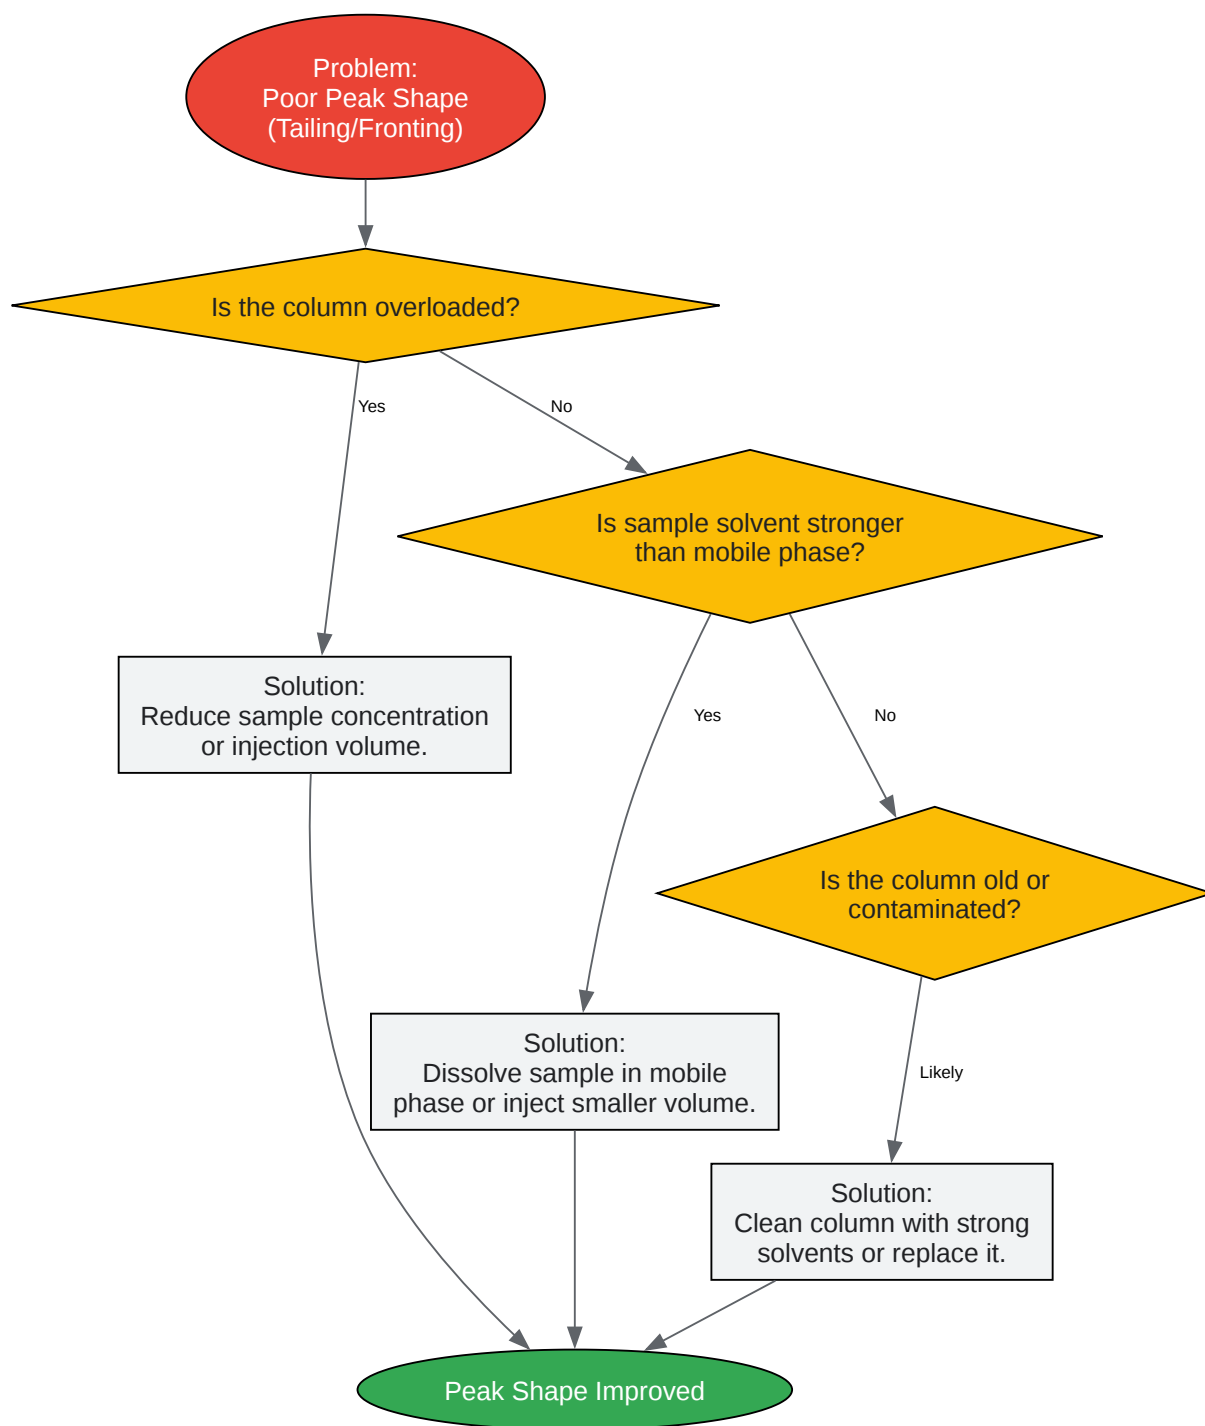 Problem:
Poor Peak Shape
(Tailing/Fronting)
Is the column overloaded?
Yes
No
Is sample solvent stronger
than mobile phase?
Solution:
Reduce sample concentration
or injection volume.
Yes
No
Is the column old or
contaminated?
Solution:
Dissolve sample in mobile
phase or inject smaller volume.
Likely
Solution:
Clean column with strong
solvents or replace it.
Peak Shape Improved